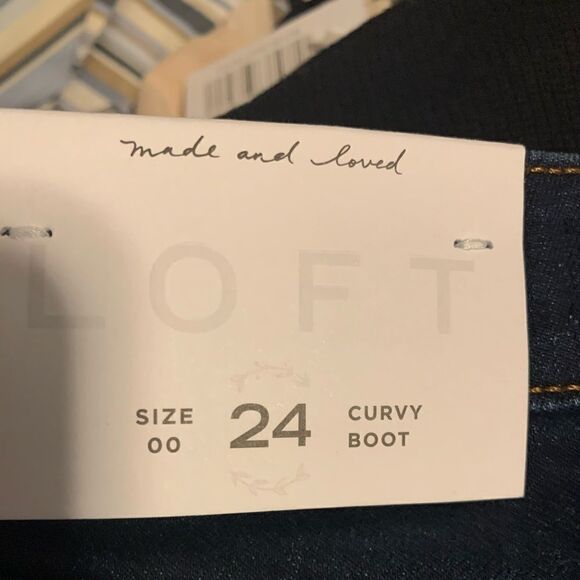 made and loved
LOFT
SIZE 00
24
CURVY BOOT